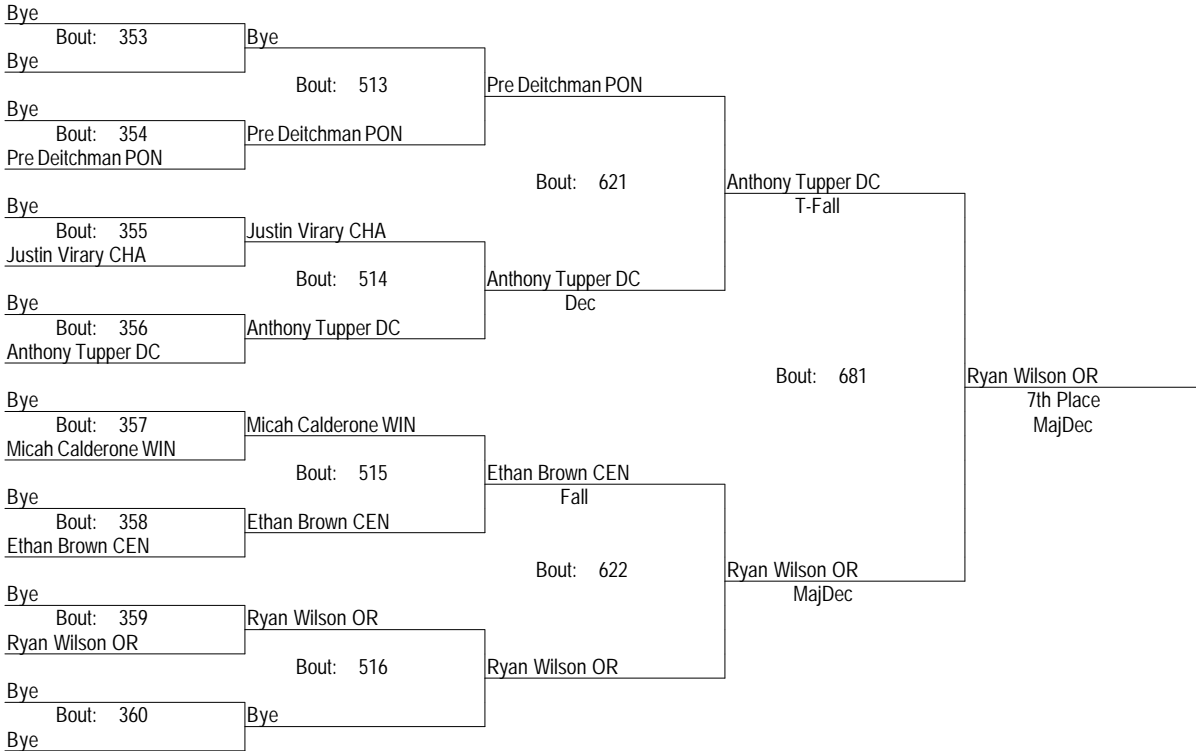 Bye
Bout: 353
Bye
Bye
Bout: 513
Pre Deitchman PON
Bye
Bout: 354
Pre Deitchman PON
Pre Deitchman PON
Bout: 621
Anthony Tupper DC
T-Fall
Bye
Bout: 355
Justin Virary CHA
Justin Virary CHA
Bout: 514
Anthony Tupper DC
Dec
Bye
Bout: 356
Anthony Tupper DC
Anthony Tupper DC
Bout: 681
Ryan Wilson OR
7th Place
MajDec
Bye
Bout: 357
Micah Calderone WIN
Micah Calderone WIN
Bout: 515
Ethan Brown CEN
Fall
Bye
Bout: 358
Ethan Brown CEN
Ethan Brown CEN
Bout: 622
Ryan Wilson OR
MajDec
Bye
Bout: 359
Ryan Wilson OR
Ryan Wilson OR
Bout: 516
Ryan Wilson OR
Bye
Bout: 360
Bye
Bye